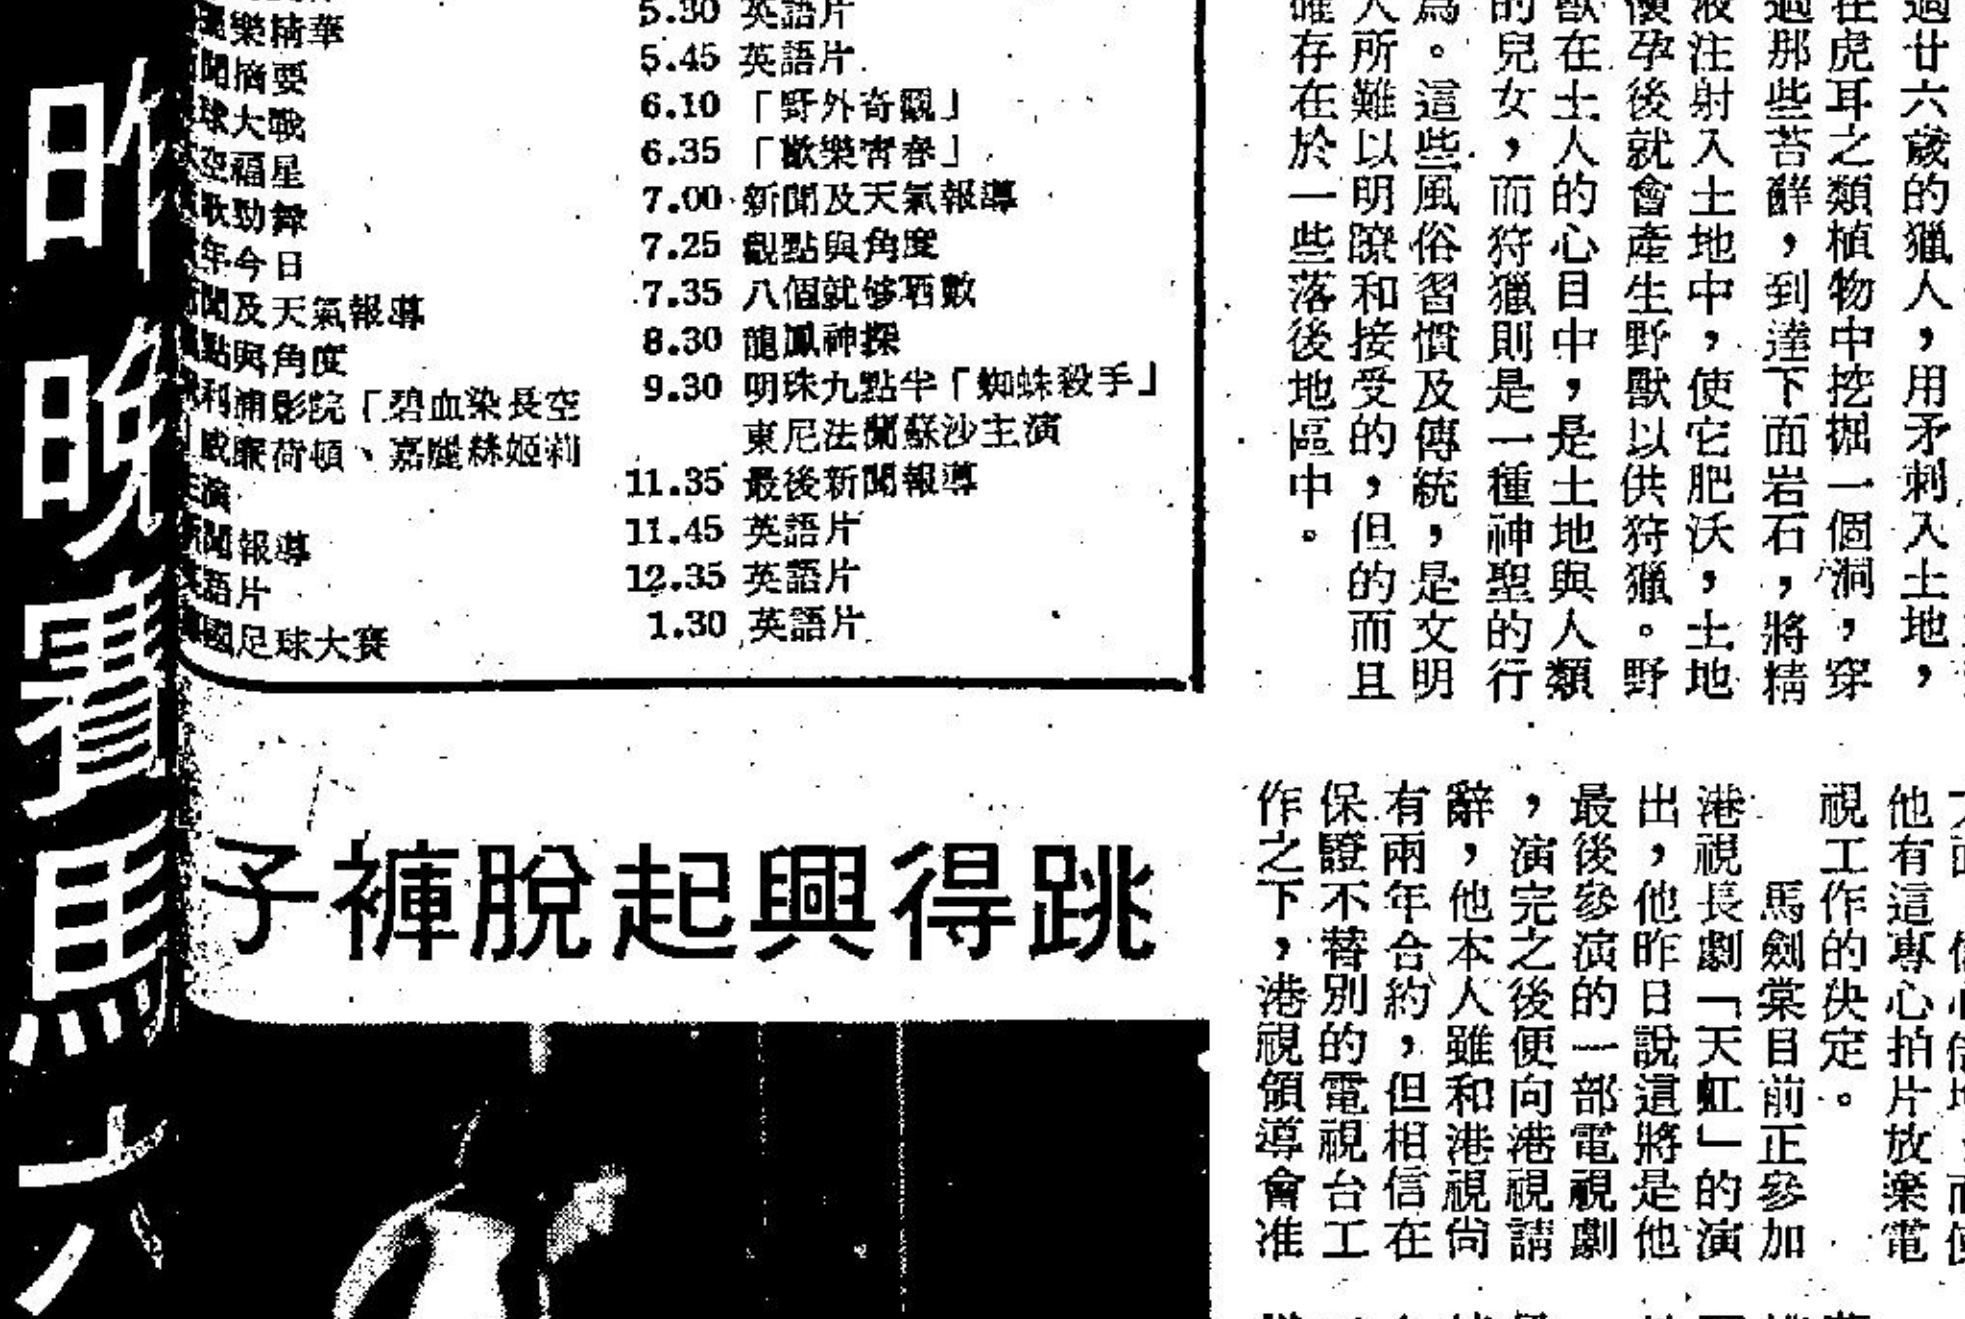 昨晚賽馬六
樂精華
聞摘要
球大戰
空福星
歌勁舞
年今日
聞及天氣報導
點與角度
利浦影院「碧血染長空
威廉荷頓、嘉麗絲姬莉
主演
新聞報導
英語片
國足球大賽
5.30 英語片
5.45 英語片
6.10 「野外奇觀」
6.35 「歡樂青春」
7.00 新聞及天氣報導
7.25 觀點與角度
7.35 八個就够晒數
8.30 龍鳳神探
9.30 明珠九點半「蜘蛛殺手」
東尼法蘭蘇沙主演
11.35 最後新聞報導
11.45 英語片
12.35 英語片
1.30 英語片
子褲脫起興得跳
過廿六歲的獵人，用矛刺入土地，
在虎耳之類植物中挖掘一個洞，穿
過那些苔蘚，到達下面岩石，將精
液注射入土地中，使它肥沃，土地
懷孕後就會產生野獸以供狩獵。野
獸在土人的心目中，是土地與人類
的兒女，而狩獵則是一種神聖的行
爲。這些風俗習慣及傳統，是文明
人所難以明瞭和接受的，但的而且
確存在於一些落後地區中。
他有這專心拍片放棄電
視工作的決定。
馬劍棠目前正參加
港視長劇「天虹」的演
出，他昨日說這將是他
最後參演的一部電視劇
，演完之後便向港視請
辭，他本人雖和港視尚
有兩年合約，但相信在
保證不替別的電視台工
作之下，港視領導會准